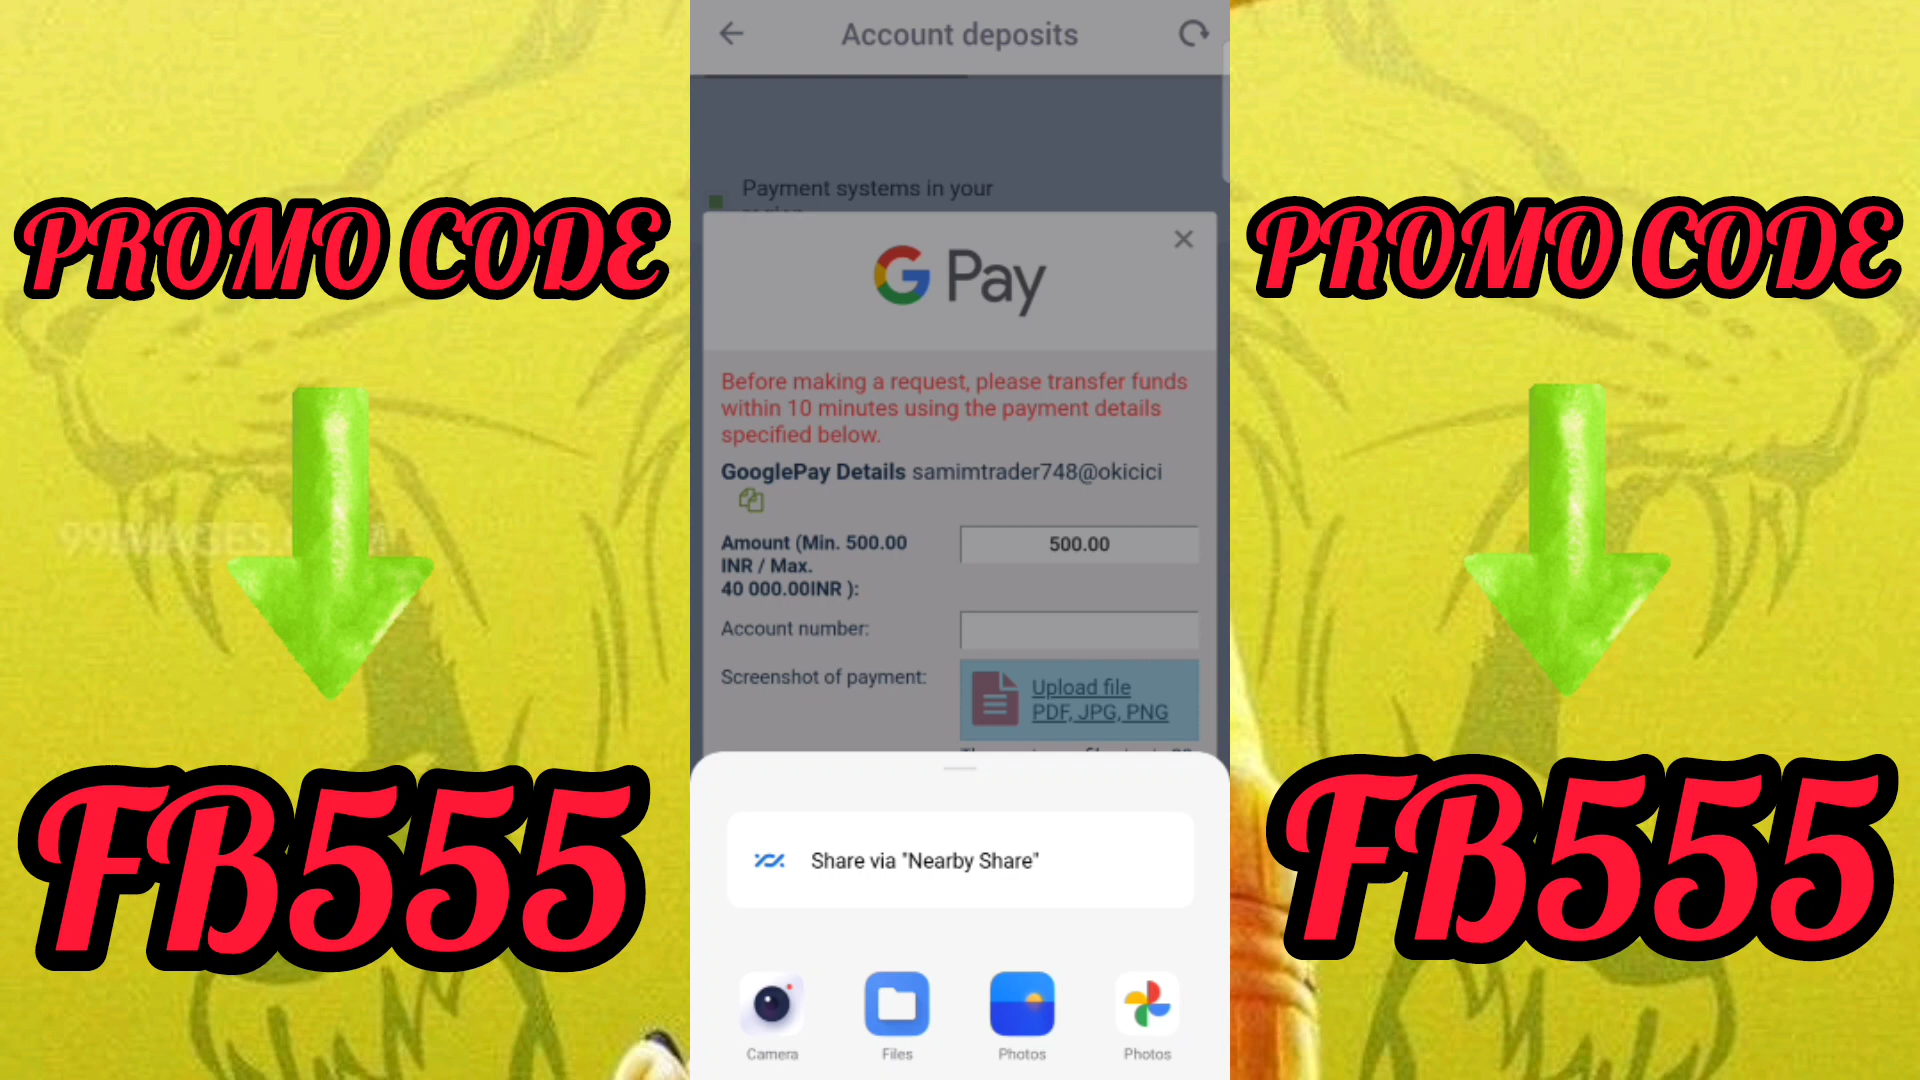 PROMO CODE
FB555
Account deposits
Payment systems in your
G Pay
Before making a request, please transfer funds
within 10 minutes using the payment details
specified below.
GooglePay Details samimtrader748@okicici
Amount (Min. 500.00
INR / Max.
40 000.00INR ):
500.00
Account number:
Screenshot of payment:
Upload file
PDF, JPG, PNG
Share via "Nearby Share"
Camera
Files
Photos
Photos
PROMO CODE
FB555
99IMAGES